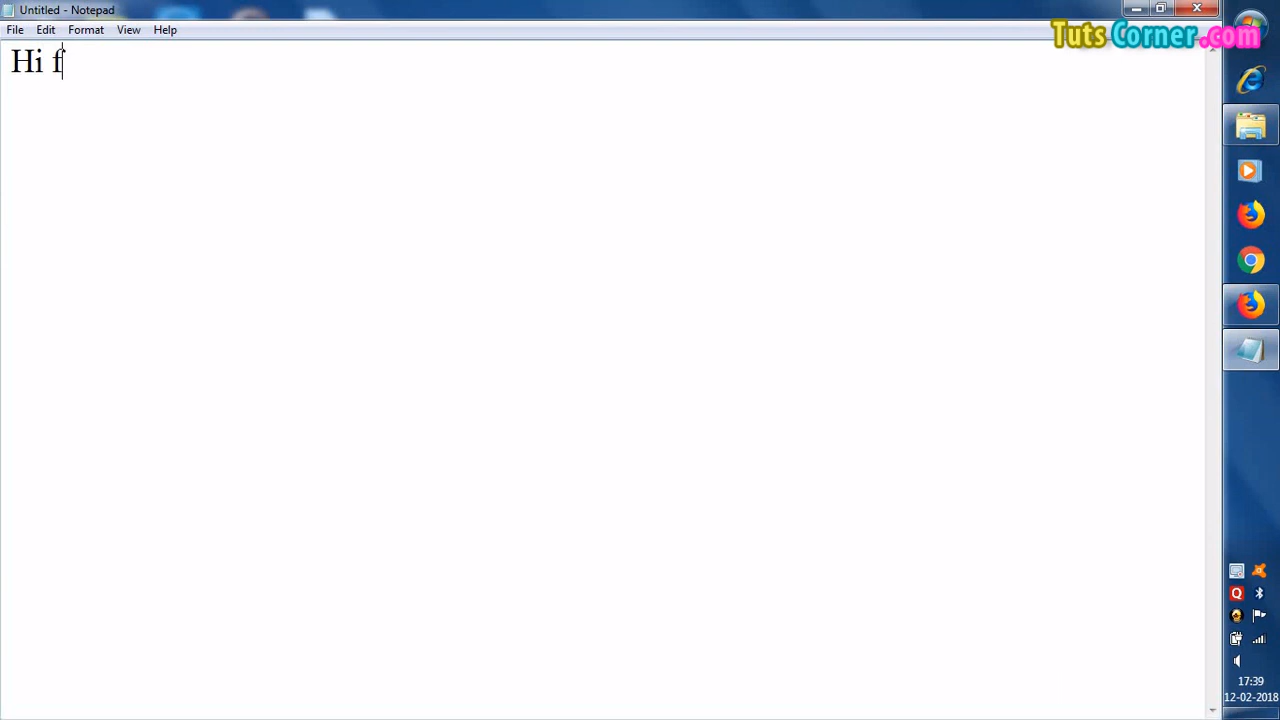 Untitled - Notepad
File Edit Format View Help
TutsCorner.com
Hi f
Q
17:39
12-02-2018